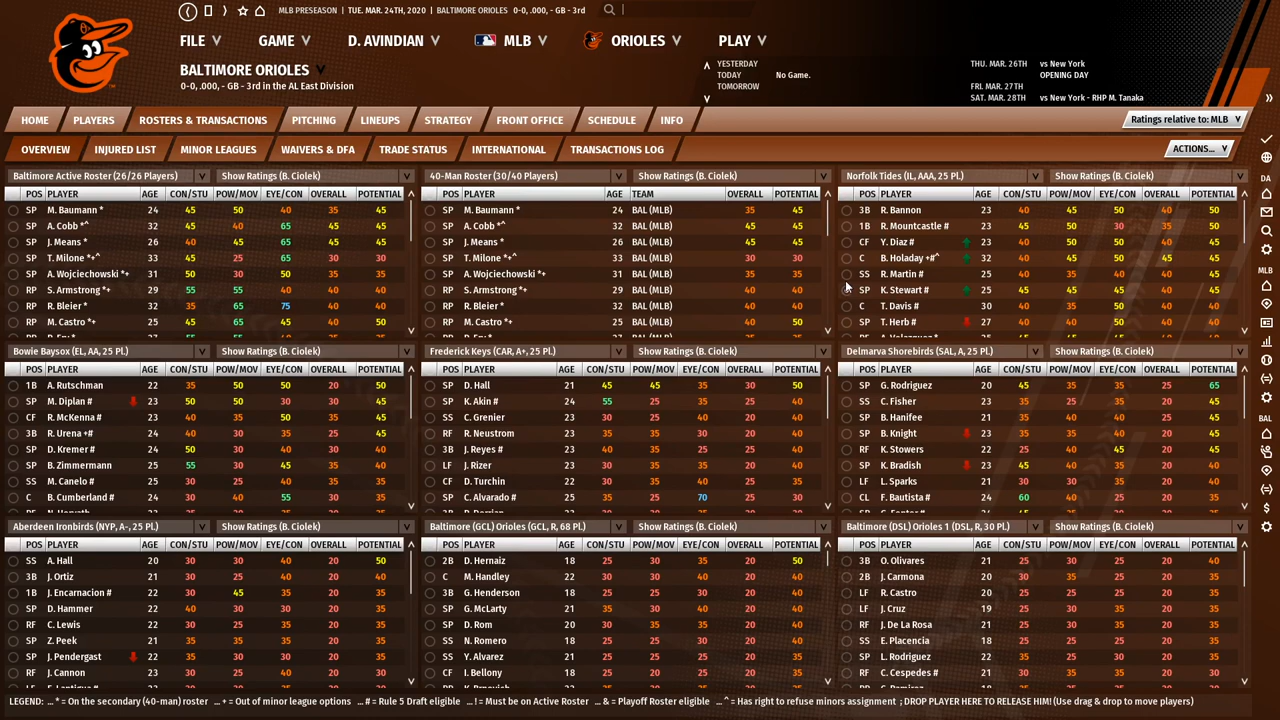 MLB PRESEASON | TUE. MAR. 24TH, 2020 | BALTIMORE ORIOLES 0-0, .000, - GB - 3rd
FILE GAME D. AVINDIAN MLB ORIOLES PLAY
BALTIMORE ORIOLES
0-0, .000, - GB - 3rd in the AL East Division
YESTERDAY
TODAY No Game.
TOMORROW
THU. MAR. 26TH vs New York
OPENING DAY
FRI. MAR. 27TH
SAT. MAR. 28TH vs New York - RHP M. Tanaka
HOME PLAYERS ROSTERS & TRANSACTIONS PITCHING LINEUPS STRATEGY FRONT OFFICE SCHEDULE INFO Ratings relative to: MLB
OVERVIEW INJURED LIST MINOR LEAGUES WAIVERS & DFA TRADE STATUS INTERNATIONAL TRANSACTIONS LOG ACTIONS...
Baltimore Active Roster (26/26 Players) Show Ratings (B. Ciolek)
POS PLAYER AGE CON/STU POW/MOV EYE/CON OVERALL POTENTIAL
SP M. Baumann * 24 45 50 40 35 45
SP A. Cobb *^ 32 45 40 65 45 45
SP J. Means * 26 40 45 65 45 45
SP T. Milone *+^ 33 45 25 65 30 30
SP A. Wojciechowski *+ 31 50 30 50 35 35
RP S. Armstrong *+ 29 55 55 40 40 40
RP R. Bleier * 32 35 65 75 40 40
RP M. Castro *+ 25 45 65 45 40 50
40-Man Roster (30/40 Players) Show Ratings (B. Ciolek)
POS PLAYER AGE TEAM OVERALL POTENTIAL
SP M. Baumann * 24 BAL (MLB) 35 45
SP A. Cobb *^ 32 BAL (MLB) 45 45
SP J. Means * 26 BAL (MLB) 45 45
SP T. Milone *+^ 33 BAL (MLB) 30 30
SP A. Wojciechowski *+ 31 BAL (MLB) 35 35
RP S. Armstrong *+ 29 BAL (MLB) 40 40
RP R. Bleier * 32 BAL (MLB) 40 40
RP M. Castro *+ 25 BAL (MLB) 40 50
Norfolk Tides (IL, AAA, 25 Pl.) Show Ratings (B. Ciolek)
POS PLAYER AGE CON/STU POW/MOV EYE/CON OVERALL POTENTIAL
3B R. Bannon 23 40 45 50 40 50
1B R. Mountcastle # 23 45 50 30 35 50
CF Y. Diaz # 23 40 50 50 40 45
C B. Holaday +#^ 32 40 40 50 45 45
SS R. Martin # 25 40 35 40 40 45
SP K. Stewart # 25 45 45 45 40 45
C T. Davis # 30 40 35 50 40 40
SP T. Herb # 27 40 40 50 40 40
Bowie Baysox (EL, AA, 25 Pl.) Show Ratings (B. Ciolek)
POS PLAYER AGE CON/STU POW/MOV EYE/CON OVERALL POTENTIAL
1B A. Rutschman 22 35 50 50 20 50
SP M. Diplan # 23 50 50 30 30 45
CF R. McKenna # 23 40 35 50 35 45
3B R. Urena +# 24 40 30 35 25 45
SP D. Kremer # 24 50 30 40 30 40
SP B. Zimmermann 25 55 30 45 35 40
SS M. Canelo # 25 30 25 40 30 40
C B. Cumberland # 24 30 40 55 30 35
Frederick Keys (CAR, A+, 25 Pl.) Show Ratings (B. Ciolek)
POS PLAYER AGE CON/STU POW/MOV EYE/CON OVERALL POTENTIAL
SP D. Hall 21 45 45 35 30 50
SP K. Akin # 24 55 25 35 25 40
SS C. Grenier 23 30 25 40 20 40
RF R. Neustrom 23 35 35 35 20 40
3B J. Reyes # 23 40 35 25 20 40
LF J. Rizer 23 30 30 35 20 40
CF D. Turchin 22 35 25 40 20 40
SP C. Alvarado # 25 35 25 70 25 30
Delmarva Shorebirds (SAL, A, 25 Pl.) Show Ratings (B. Ciolek)
POS PLAYER AGE CON/STU POW/MOV EYE/CON OVERALL POTENTIAL
SP G. Rodriguez 20 45 35 35 25 65
SS C. Fisher 23 25 30 40 20 45
SP B. Hanifee 21 35 40 40 25 45
SP B. Knight 23 35 40 35 20 45
RF K. Stowers 22 25 40 45 20 45
SP K. Bradish 23 45 30 35 20 40
LF L. Sparks 21 30 30 40 20 40
CL F. Bautista # 24 60 30 30 25 35
Aberdeen Ironbirds (NYP, A-, 25 Pl.) Show Ratings (B. Ciolek)
POS PLAYER AGE CON/STU POW/MOV EYE/CON OVERALL POTENTIAL
SS A. Hall 20 30 30 40 20 50
3B J. Ortiz 21 30 25 40 20 40
1B J. Encarnacion # 22 30 45 30 20 35
SP D. Hammer 22 40 30 30 20 35
RF C. Lewis 22 30 35 35 20 35
SP Z. Peek 21 35 35 35 20 35
SP J. Pendergast 22 35 30 30 20 35
RF J. Cannon 23 30 25 40 20 30
Baltimore (GCL) Orioles (GCL, R, 68 Pl.) Show Ratings (B. Ciolek)
POS PLAYER AGE CON/STU POW/MOV EYE/CON OVERALL POTENTIAL
2B D. Hernaiz 18 25 25 30 20 50
C M. Handley 22 30 30 40 20 40
3B G. Henderson 18 25 30 30 20 40
SP G. McLarty 21 35 30 40 20 40
SP D. Rom 20 30 35 35 20 40
SS N. Romero 18 25 25 30 20 40
SS Y. Alvarez 21 25 25 30 20 35
CF I. Bellony 18 25 25 25 20 35
Baltimore (DSL) Orioles 1 (DSL, R, 30 Pl.) Show Ratings (B. Ciolek)
POS PLAYER AGE CON/STU POW/MOV EYE/CON OVERALL POTENTIAL
3B O. Olivares 21 25 30 25 20 40
2B J. Carmona 20 30 35 25 20 35
LF R. Castro 21 30 25 40 20 35
LF J. Cruz 19 25 30 35 20 35
RF J. De La Rosa 21 25 30 35 20 35
SS E. Placencia 18 25 25 30 20 35
SP L. Rodriguez 22 35 30 25 20 35
RF C. Cespedes # 21 25 30 35 20 30
LEGEND: ... * = On the secondary (40-man) roster ... + = Out of minor league options ... # = Rule 5 Draft eligible ... ! = Must be on Active Roster ... & = Playoff Roster eligible ... ^ = Has right to refuse minors assignment ; DROP PLAYER HERE TO RELEASE HIM! (Use drag & drop to move players)
DA
MLB
BAL